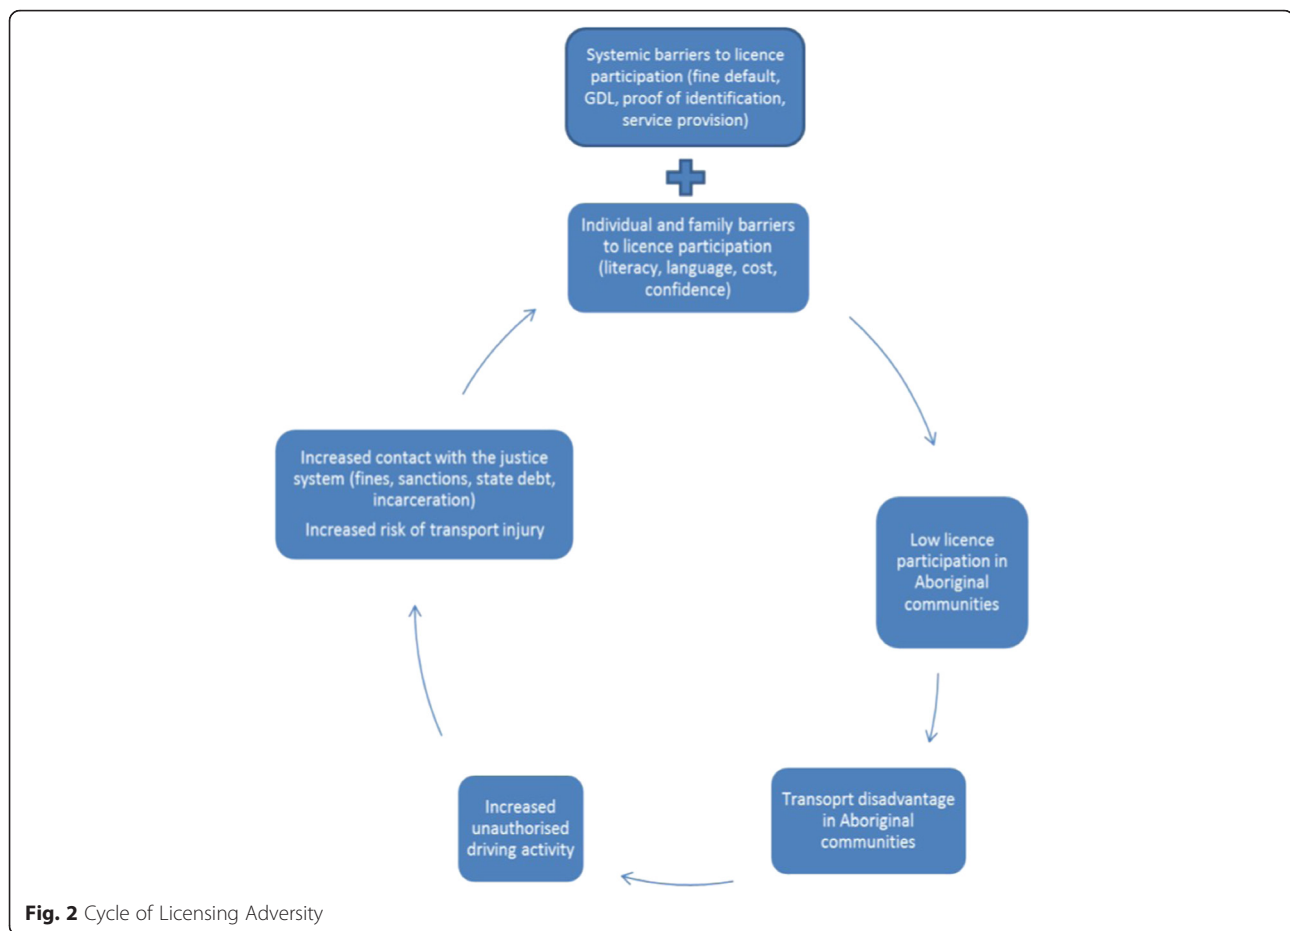 Systemic barriers to licence
participation (fine default,
GDL, proof of identification,
service provision)
Individual and family barriers
to licence participation
(literacy, language, cost,
confidence)
Low licence
participation in
Aboriginal
communities
Transoprt disadvantage
in Aboriginal
communities
Increased
unauthorised
driving activity
Increased contact with the justice
system (fines, sanctions, state debt,
incarceration)
Increased risk of transport injury
Fig. 2 Cycle of Licensing Adversity